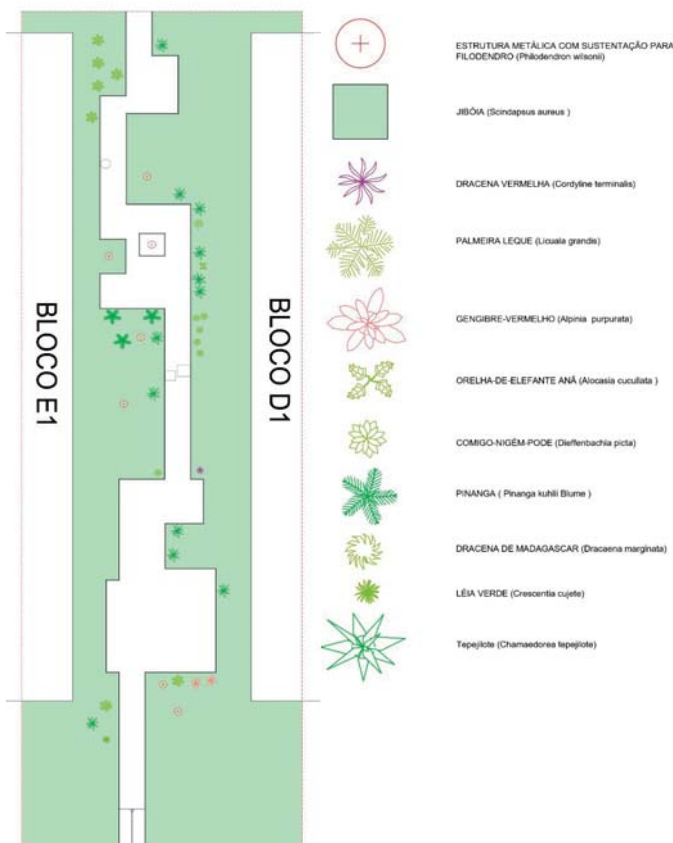 BLOCO E1
BLOCO D1
ESTRUTURA METÁLICA COM SUSTENTAÇÃO PARA
FILODENDRO (Philodendron wilsonii)
JIBÓIA (Scindapsus aureus )
DRACENA VERMELHA (Cordyline terminalis)
PALMEIRA LEQUE (Licuala grandis)
GENGIBRE-VERMELHO (Alpinia purpurata)
ORELHA-DE-ELEFANTE ANÃ (Alocasia cucullata )
COMIGO-NIGÉM-PODE (Dieffenbachia picta)
PINANGA ( Pinanga kuhlii Blume )
DRACENA DE MADAGASCAR (Dracaena marginata)
LÉIA VERDE (Crescentia cujete)
Tepejilote (Chamaedorea tepejilote)